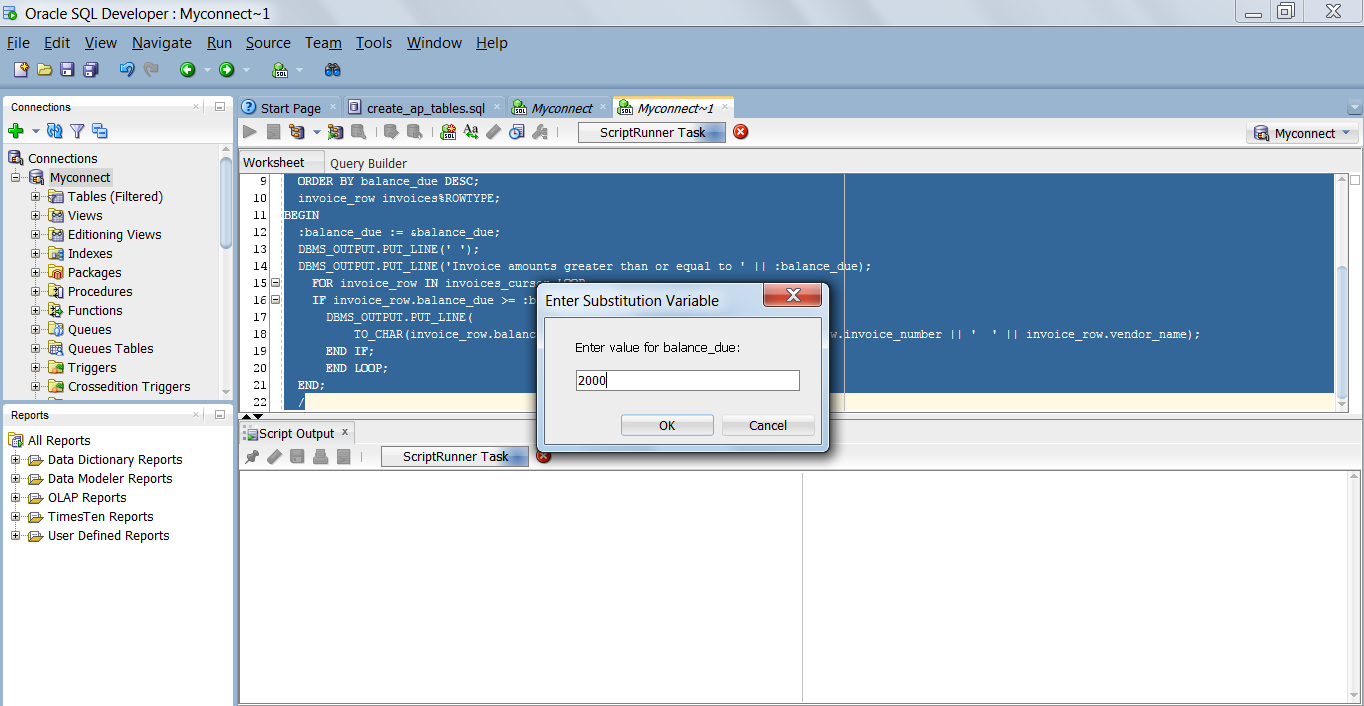 Oracle SQL Developer : Myconnect~1
File Edit View Navigate Run Source Team Tools Window Help
Connections
Connections
Myconnect
Tables (Filtered)
Views
Editioning Views
Indexes
Packages
Procedures
Functions
Queues
Queues Tables
Triggers
Crossedition Triggers
Reports
All Reports
Data Dictionary Reports
Data Modeler Reports
OLAP Reports
TimesTen Reports
User Defined Reports
Start Page create_ap_tables.sql Myconnect Myconnect~1
ScriptRunner Task Myconnect
Worksheet Query Builder
9 ORDER BY balance_due DESC;
10 invoice_row invoices%ROWTYPE;
11 BEGIN
12 :balance_due := &balance_due;
13 DBMS_OUTPUT.PUT_LINE(' ');
14 DBMS_OUTPUT.PUT_LINE('Invoice amounts greater than or equal to ' || :balance_due);
15 FOR invoice_row IN invoices_cursor LOOP
16 IF invoice_row.balance_due >= :b
17 DBMS_OUTPUT.PUT_LINE(
18 TO_CHAR(invoice_row.balanc w.invoice_number || '  ' || invoice_row.vendor_name);
19 END IF;
20 END LOOP;
21 END;
22 /
Enter Substitution Variable
Enter value for balance_due:
2000
OK Cancel
Script Output
ScriptRunner Task